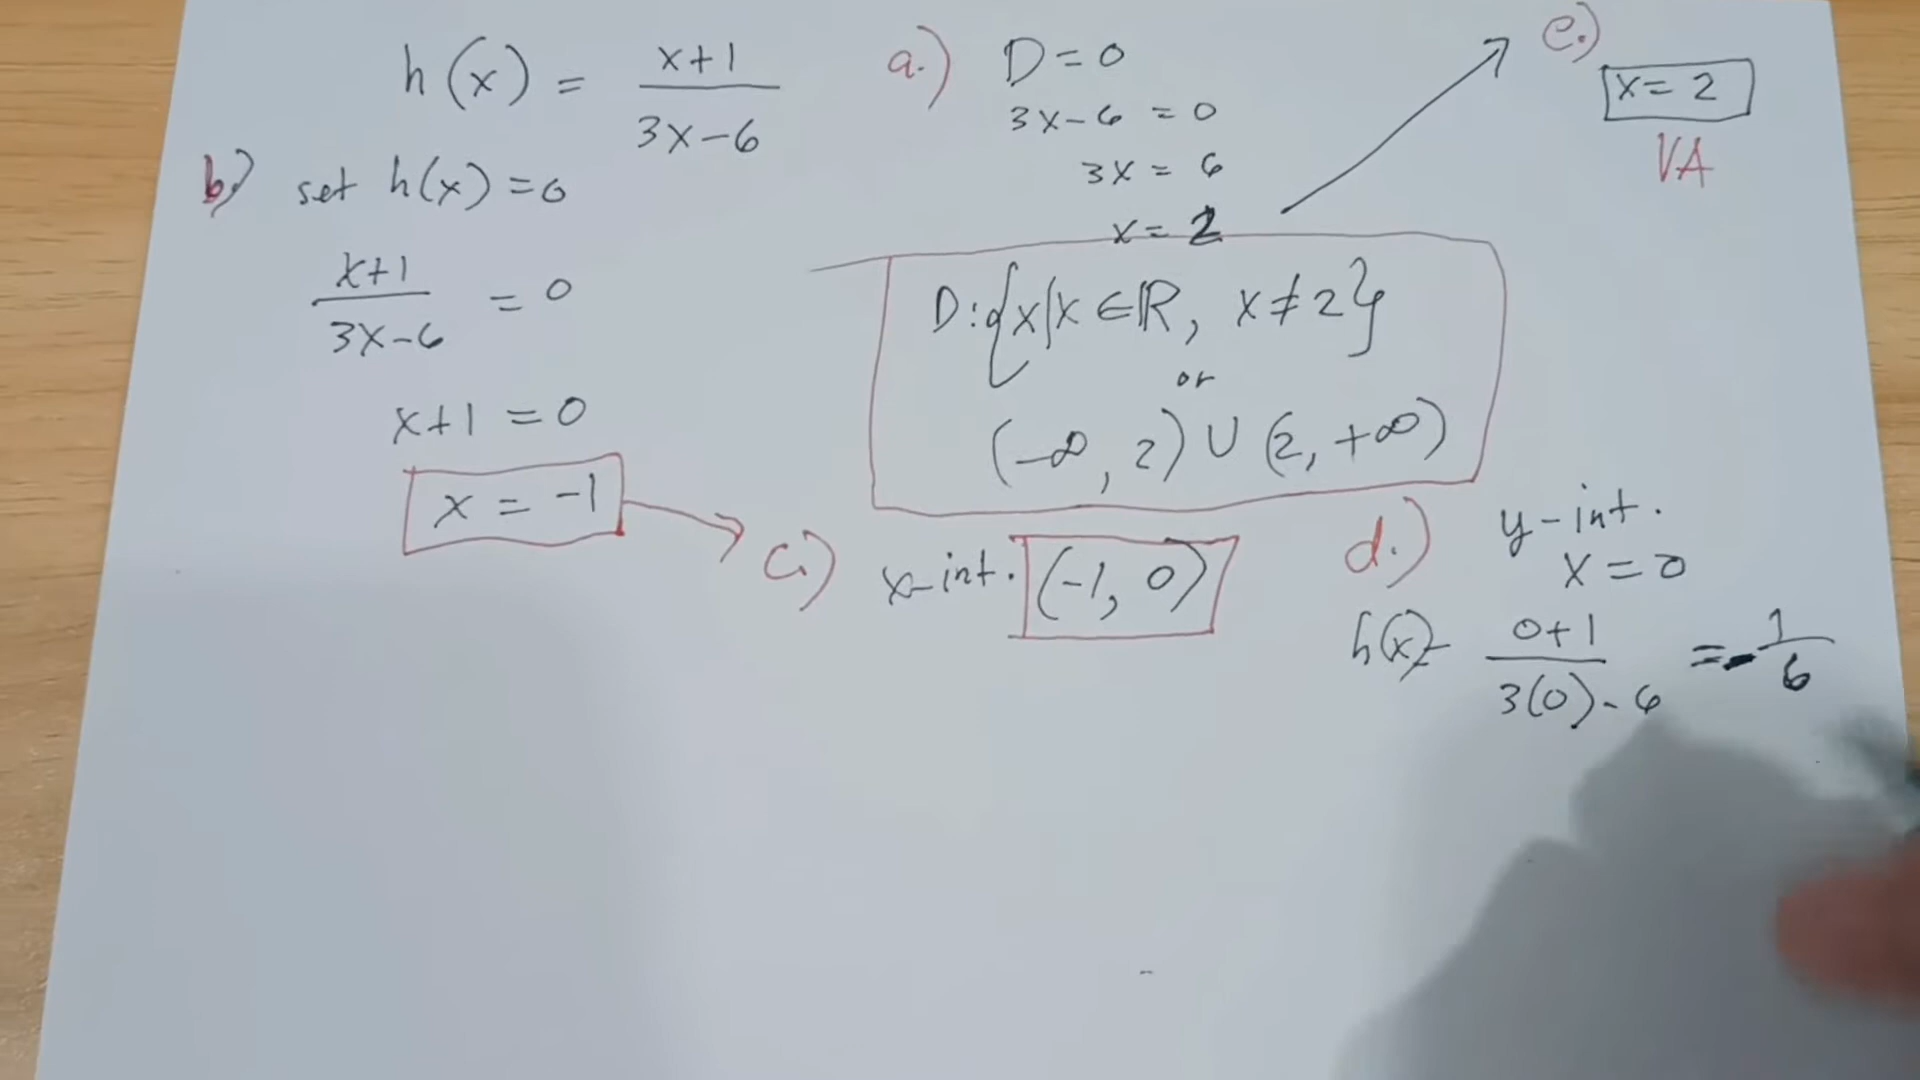 h(x) = (x+1)/(3x-6)
a.) D = 0
3x-6 = 0
3x = 6
x = 2
D:{x|x ∈ ℝ, x ≠ 2}
or
(-∞, 2) ∪ (2, +∞)
b.) set h(x) = 0
(x+1)/(3x-6) = 0
x+1 = 0
x = -1
c.) x-int. (-1, 0)
d.) y-int.
x = 0
h(x) = (0+1)/(3(0)-6) = -1/6
e.) x = 2
VA